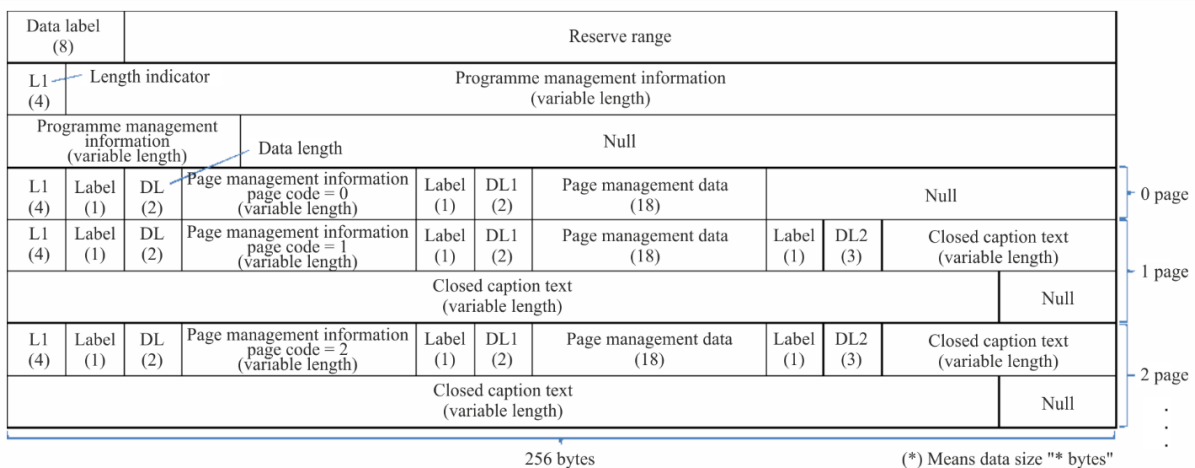 Data label
(8)
Reserve range
L1
(4)
Length indicator
Programme management information
(variable length)
Programme management
information
(variable length)
Data length
Null
L1
(4)
Label
(1)
DL
(2)
Page management information
page code = 0
(variable length)
Label
(1)
DL1
(2)
Page management data
(18)
Null
0 page
L1
(4)
Label
(1)
DL
(2)
Page management information
page code = 1
(variable length)
Label
(1)
DL1
(2)
Page management data
(18)
Label
(1)
DL2
(3)
Closed caption text
(variable length)
1 page
Closed caption text
(variable length)
Null
L1
(4)
Label
(1)
DL
(2)
Page management information
page code = 2
(variable length)
Label
(1)
DL1
(2)
Page management data
(18)
Label
(1)
DL2
(3)
Closed caption text
(variable length)
2 page
Closed caption text
(variable length)
Null
.
.
.
256 bytes
(*) Means data size "* bytes"